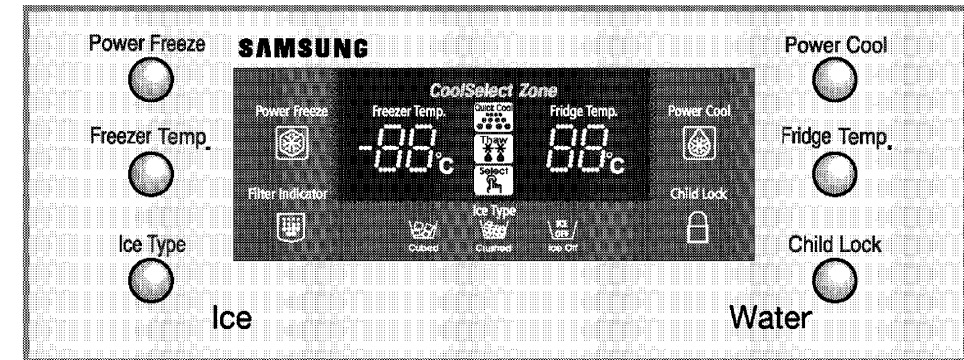 Power Freeze
SAMSUNG
Power Cool
CoolSelect Zone
Power Freeze
Freezer Temp.
Quick Cool
Fridge Temp.
Power Cool
Freezer Temp.
-88°C
Thaw
88°C
Fridge Temp.
Select
Filter Indicator
Child Lock
Ice Type
Ice Type
Cubed
Crushed
ICE OFF
Ice Off
Child Lock
Ice
Water